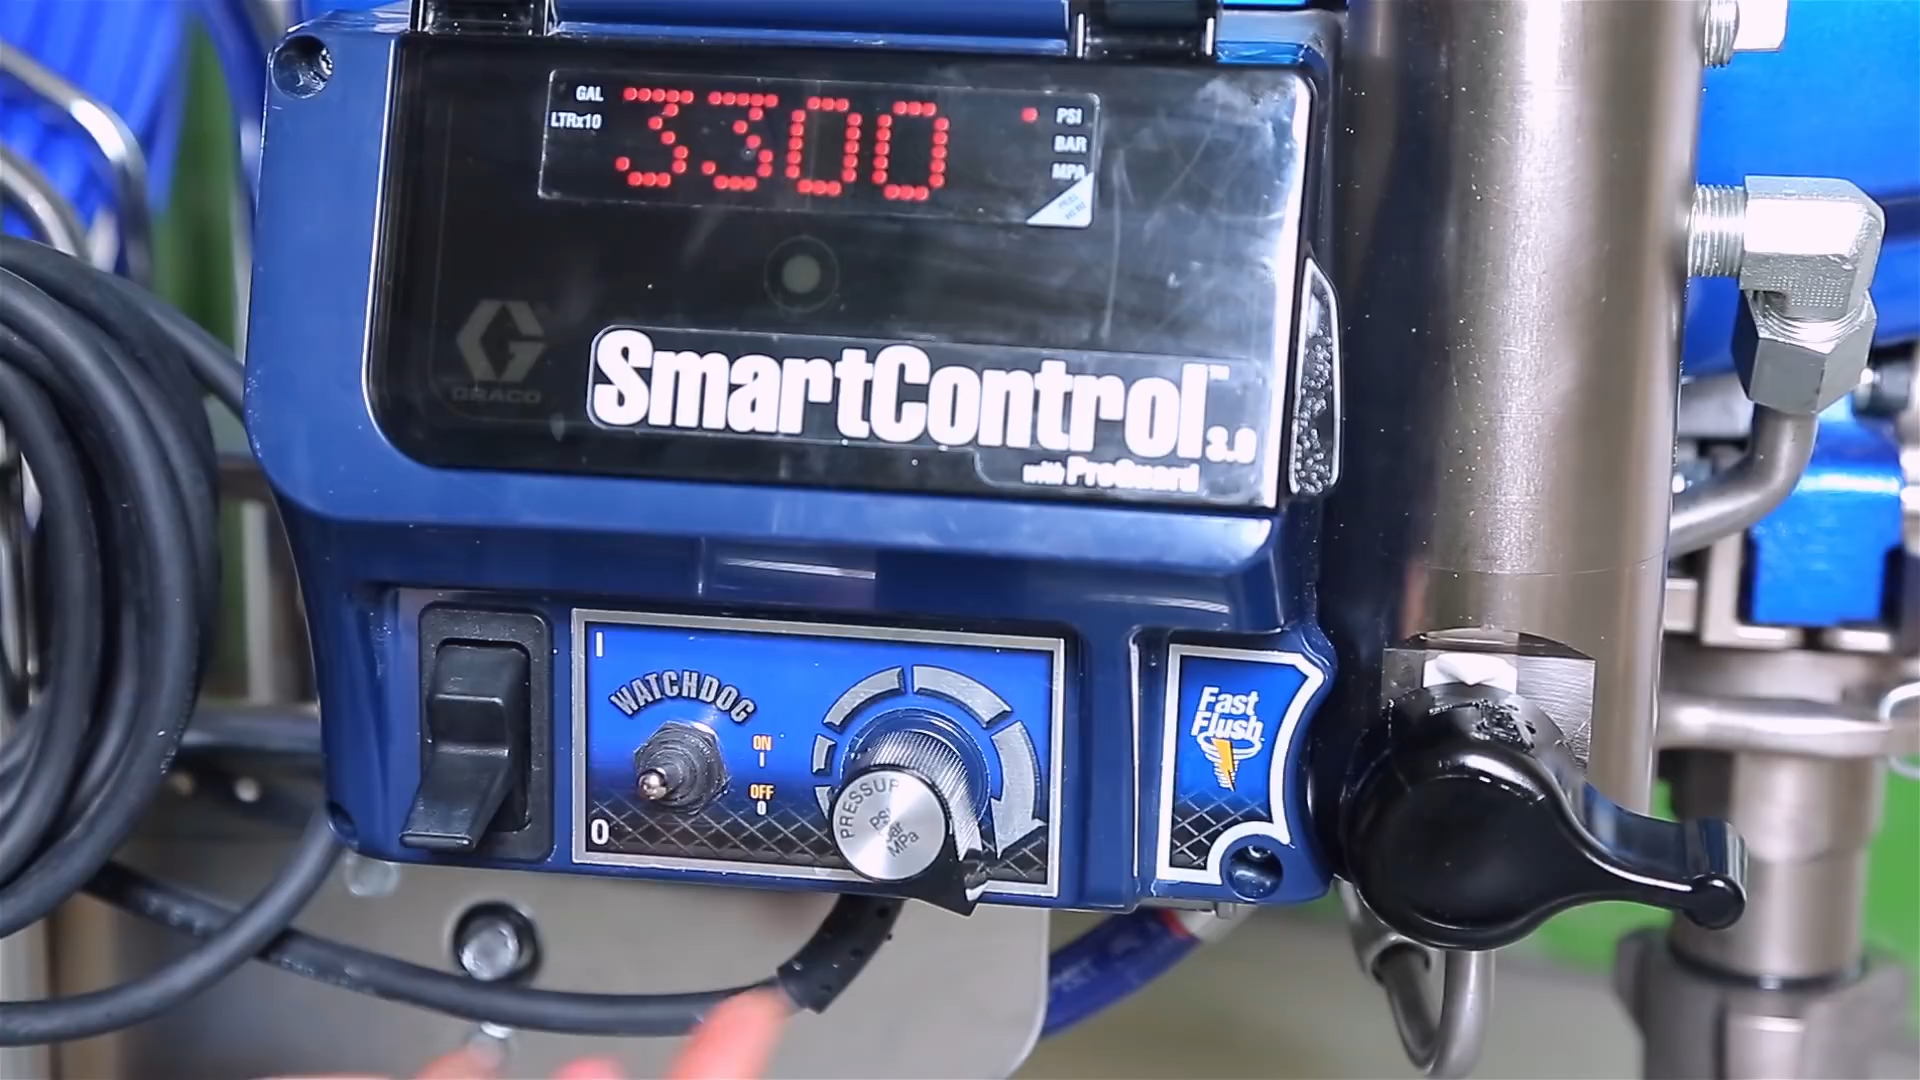 GAL
LTRx10
3300
PSI
BAR
MPA
GRACO
SmartControl™ 3.0
with ProGuard
I
WATCHDOG
ON
I
OFF
0
0
PRESSURE
PSI
bar
MPa
Fast
Flush